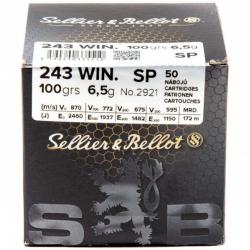 Sellier & Bellot
243 WIN. 100grs 6,5g
SP
243 WIN. SP 50
100grs 6,5g No.2921
NÁBOJŮ
CARTRIDGES
PATRONEN
CARTOUCHES
(m/s) V0 870 V100 772 V200 675 V300 595 MRD
(J) E0 2460 E100 1937 E200 1482 E300 1150 172 m
Sellier & Bellot
S B